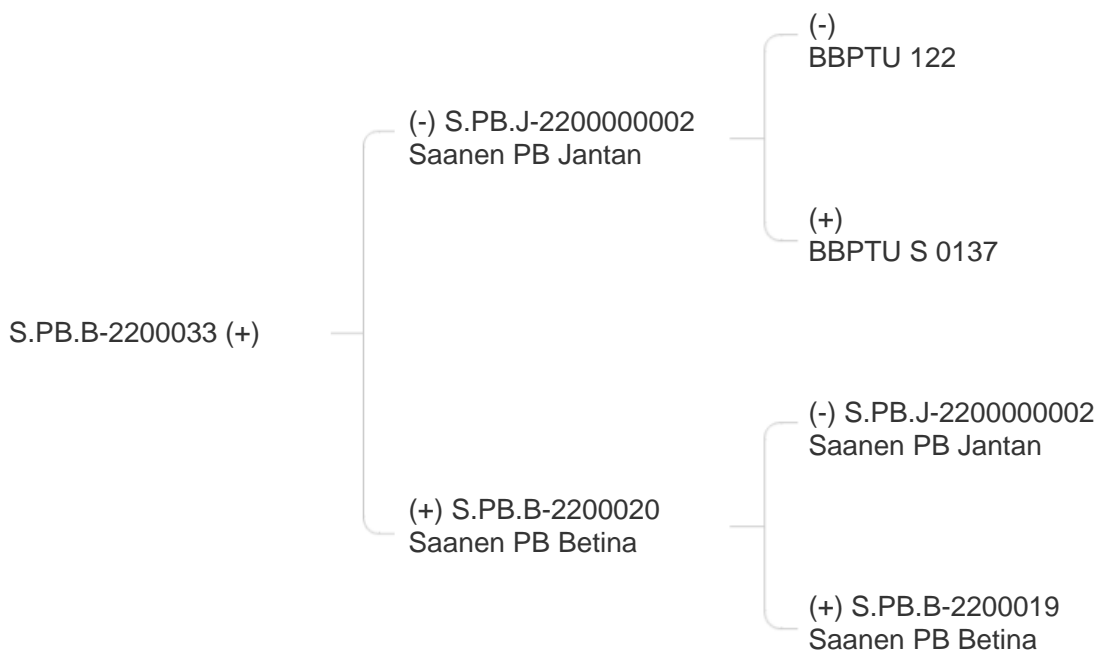 (-)
BBPTU 122
(-) S.PB.J-2200000002
Saanen PB Jantan
(+)
BBPTU S 0137
S.PB.B-2200033 (+)
(-) S.PB.J-2200000002
Saanen PB Jantan
(+) S.PB.B-2200020
Saanen PB Betina
(+) S.PB.B-2200019
Saanen PB Betina